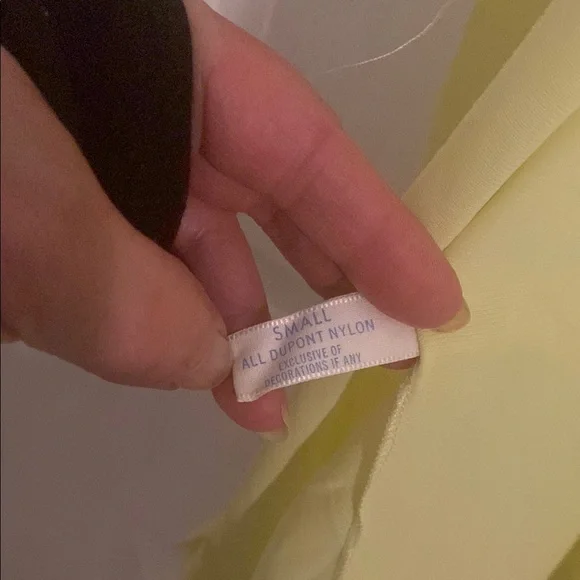 SMALL
ALL DUPONT NYLON
EXCLUSIVE OF
DECORATIONS IF ANY